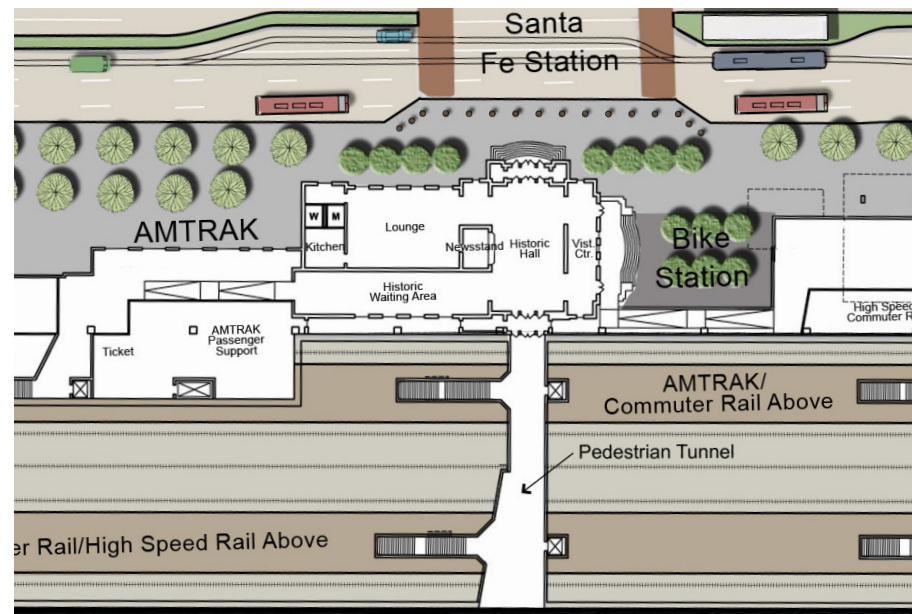 Santa
Fe Station
AMTRAK
W M
Kitchen
Lounge
Newsstand
Historic
Hall
Vist.
Ctr.
Bike
Station
Historic
Waiting Area
High Speed
Commuter R
Ticket
AMTRAK
Passenger
Support
AMTRAK/
Commuter Rail Above
Pedestrian Tunnel
er Rail/High Speed Rail Above